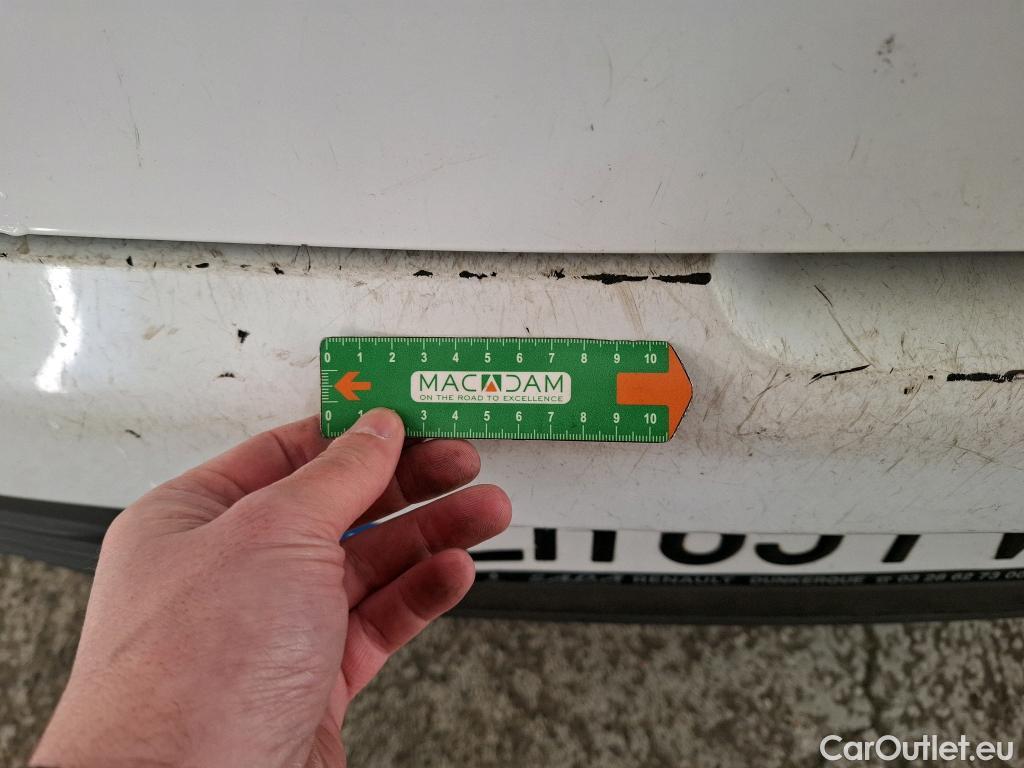 0 1 2 3 4 5 6 7 8 9 10
MACADAM
ON THE ROAD TO EXCELLENCE
0 1 3 4 5 6 7 8 9 10
RENAULT DUNKERQUE
CarOutlet.eu